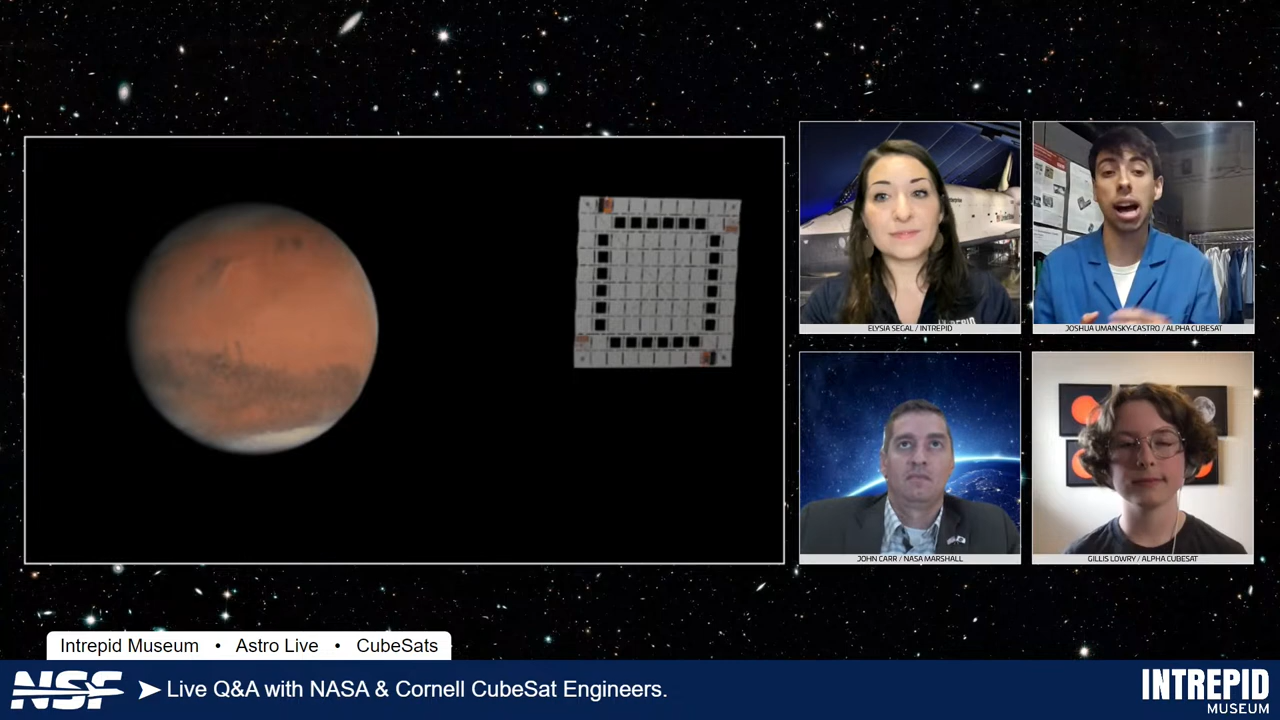 ELYSIA SEGAL / INTREPID
JOSHUA UMANSKY-CASTRO / ALPHA CUBESAT
JOHN CARR / NASA MARSHALL
GILLIS LOWRY / ALPHA CUBESAT
Intrepid Museum • Astro Live • CubeSats
NSF
Live Q&A with NASA & Cornell CubeSat Engineers.
INTREPID
MUSEUM